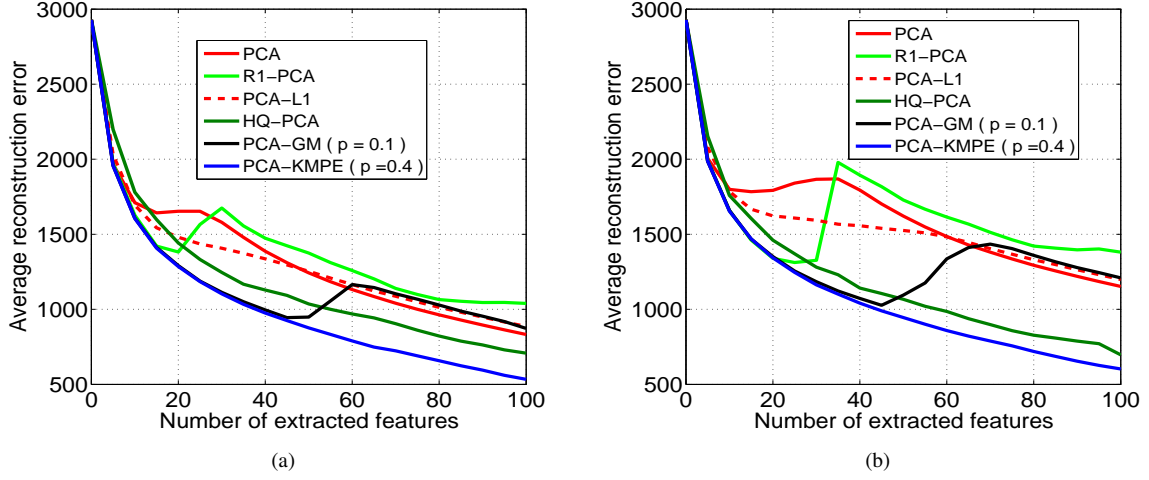 3000
2500
2000
1500
1000
500
Average reconstruction error
PCA
R1-PCA
PCA-L1
HQ-PCA
PCA-GM ( p = 0.1 )
PCA-KMPE ( p =0.4 )
0 20 40 60 80 100
Number of extracted features
(a)
3000
2500
2000
1500
1000
500
Average reconstruction error
PCA
R1-PCA
PCA-L1
HQ-PCA
PCA-GM ( p = 0.1 )
PCA-KMPE ( p =0.4 )
0 20 40 60 80 100
Number of extracted features
(b)